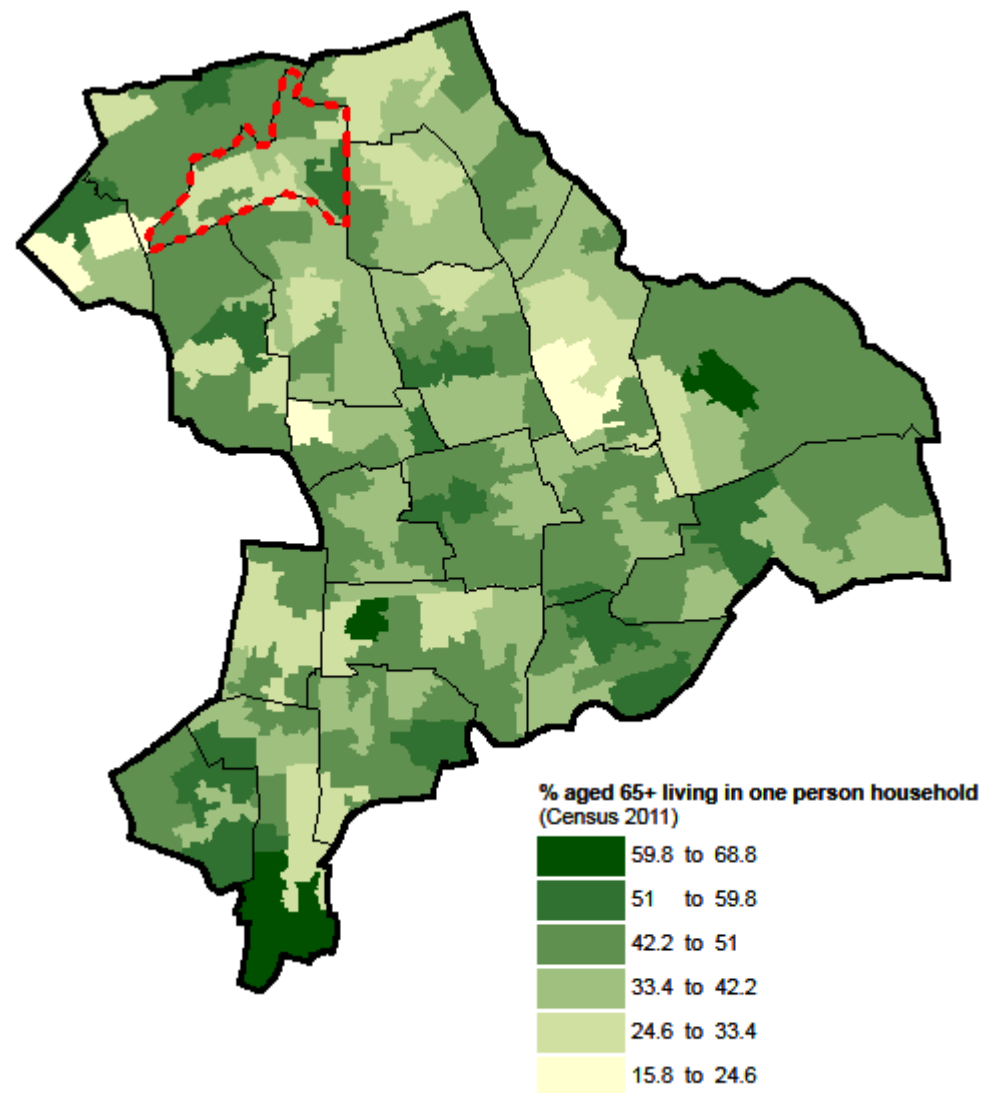 % aged 65+ living in one person household
(Census 2011)
59.8 to 68.8
51 to 59.8
42.2 to 51
33.4 to 42.2
24.6 to 33.4
15.8 to 24.6